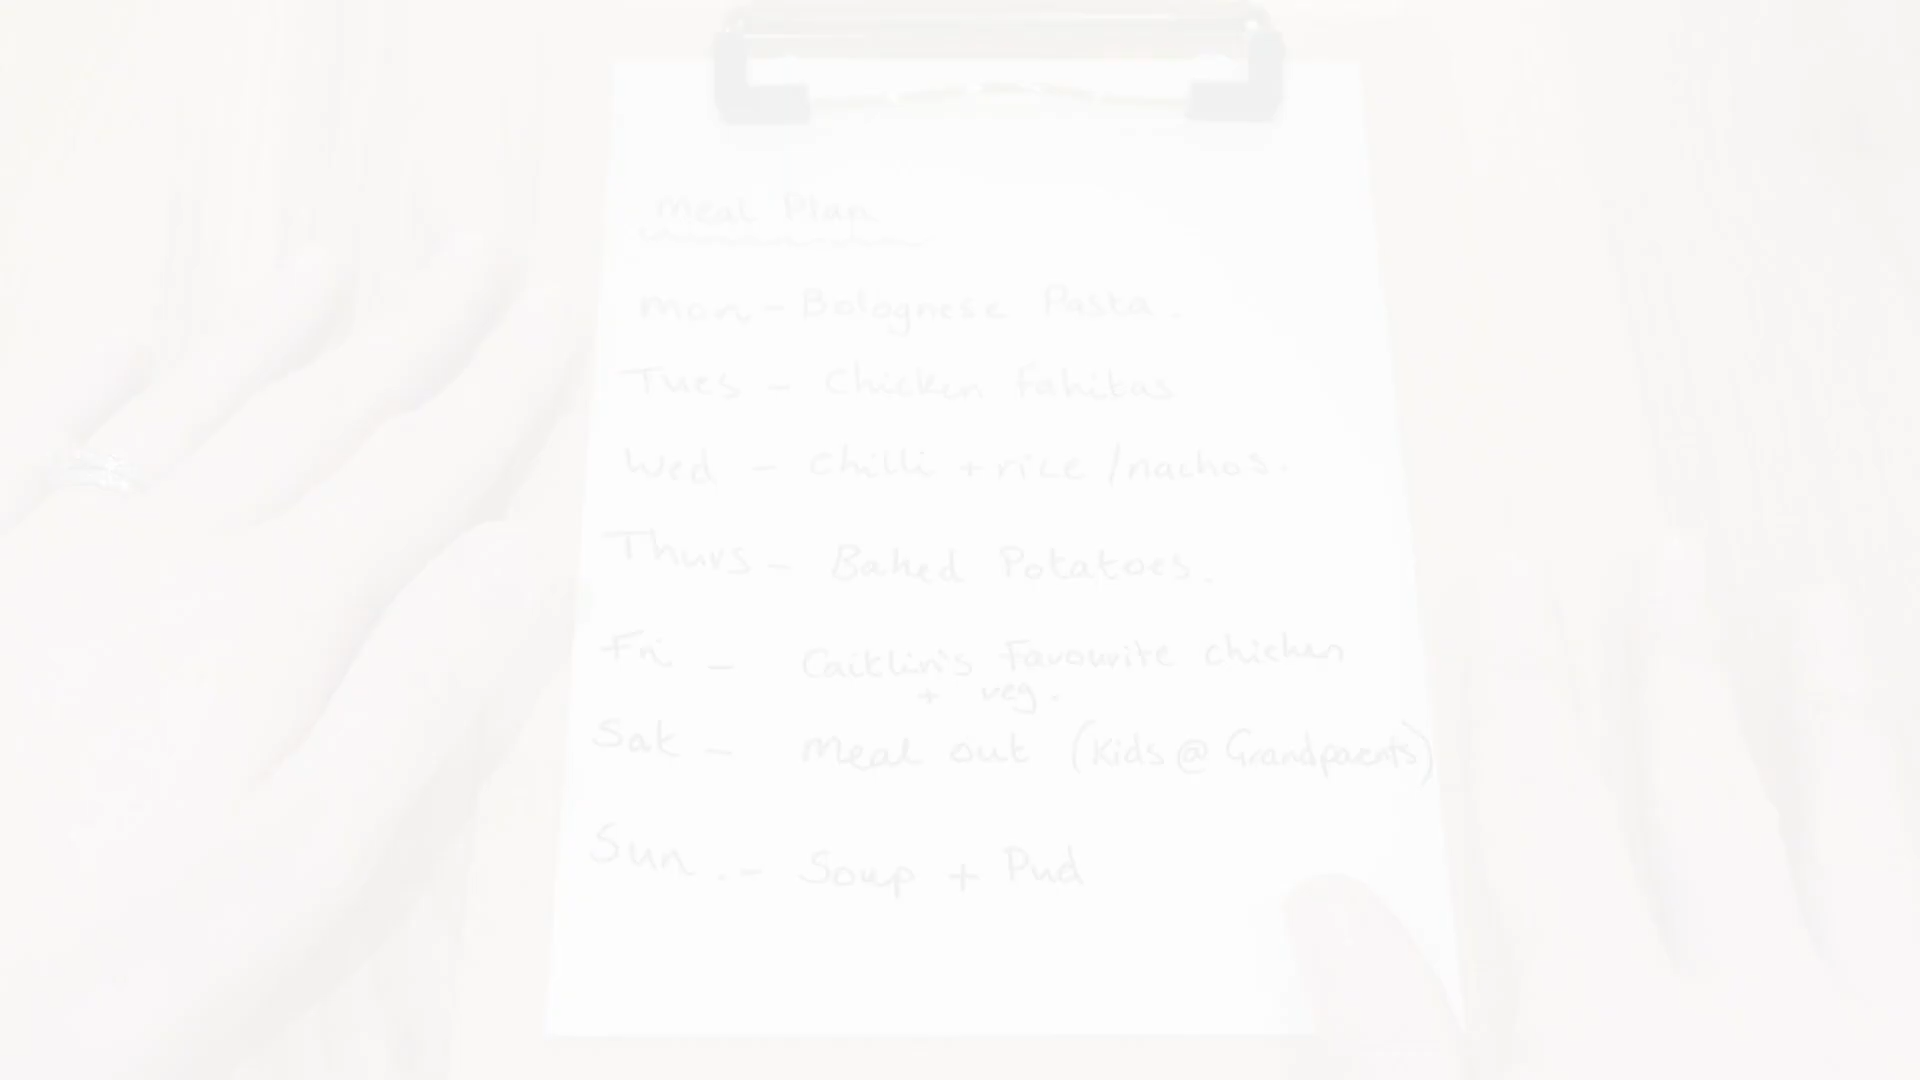 Meal Plan
Mon - Bolognese Pasta.
Tues - Chicken Fahitas
Wed - Chilli + rice / nachos.
Thurs - Baked Potatoes.
Fri - Caitlin's Favourite chicken
+ veg.
Sat - Meal out (Kids @ Grandparents)
Sun. - Soup + Pud